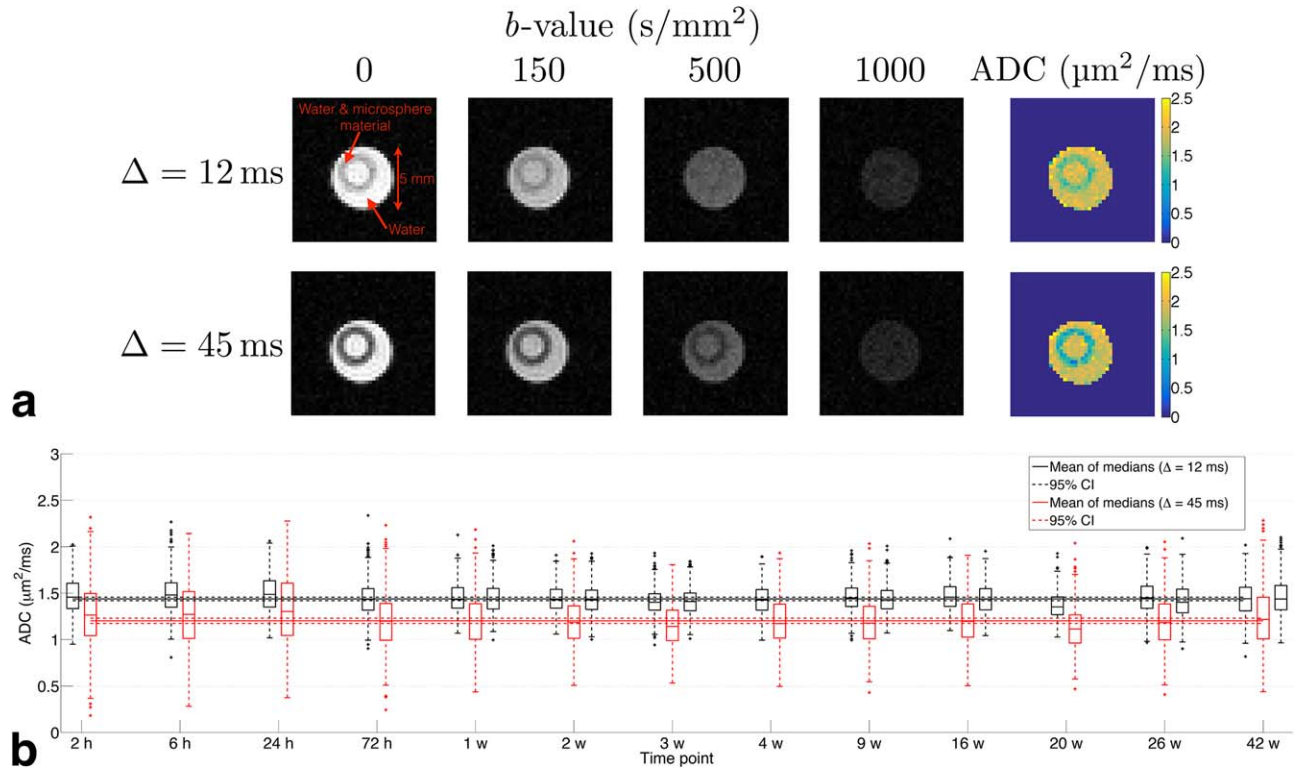 b-value (s/mm²)
0 150 500 1000 ADC (µm²/ms)
Water & microsphere
material
5 mm
Water
Δ = 12 ms
2.5
2
1.5
1
0.5
0
Δ = 45 ms
2.5
2
1.5
1
0.5
0
a
3
2.5
2
1.5
1
0.5
0
ADC (µm²/ms)
Mean of medians (Δ = 12 ms)
95% CI
Mean of medians (Δ = 45 ms)
95% CI
2 h 6 h 24 h 72 h 1 w 2 w 3 w 4 w 9 w 16 w 20 w 26 w 42 w
Time point
b